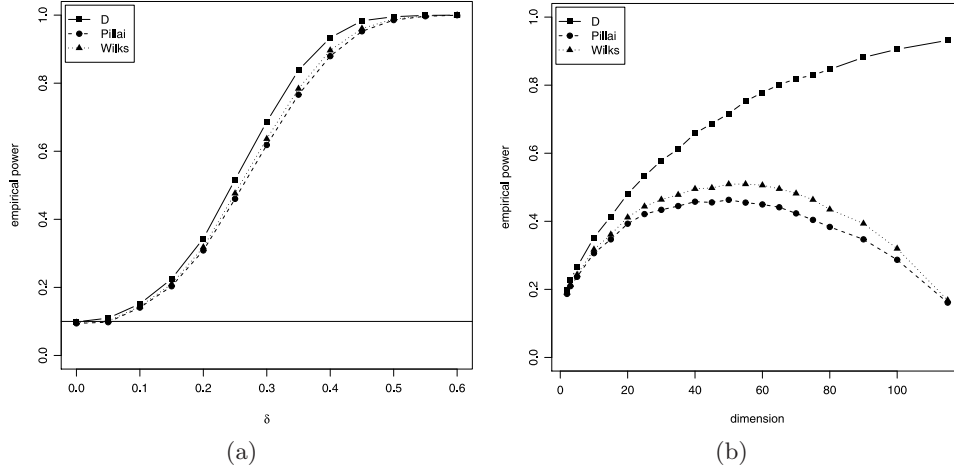 D
Pillai
Wilks
empirical power
0.0
0.2
0.4
0.6
0.8
1.0
0.0 0.1 0.2 0.3 0.4 0.5 0.6
δ
(a)
D
Pillai
Wilks
empirical power
0.0
0.2
0.4
0.6
0.8
1.0
0 20 40 60 80 100
dimension
(b)